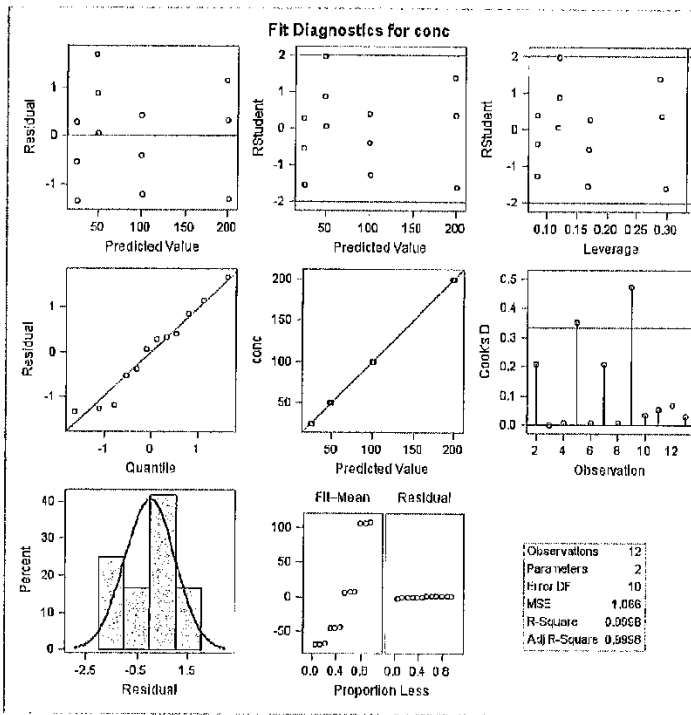 Fit Diagnostics for conc
Residual
1
0
-1
50 100 150 200
Predicted Value
RStudent
2
1
0
-1
-2
50 100 150 200
Predicted Value
RStudent
2
1
0
-1
-2
0.10 0.15 0.20 0.25 0.30
Leverage
Residual
1
0
-1
-1 0 1
Quantile
conc
200
150
100
50
50 100 150 200
Predicted Value
Cook's D
0.5
0.4
0.3
0.2
0.1
0.0
2 4 6 8 10 12
Observation
Percent
40
30
20
10
0
-2.5 -0.5 1.5
Residual
Fit–Mean Residual
100
50
0
-50
0.0 0.4 0.8 0.0 0.4 0.8
Proportion Less
Observations 12
Parameters 2
Error DF 10
MSE 1.066
R-Square 0.9998
Adj R-Square 0.9998